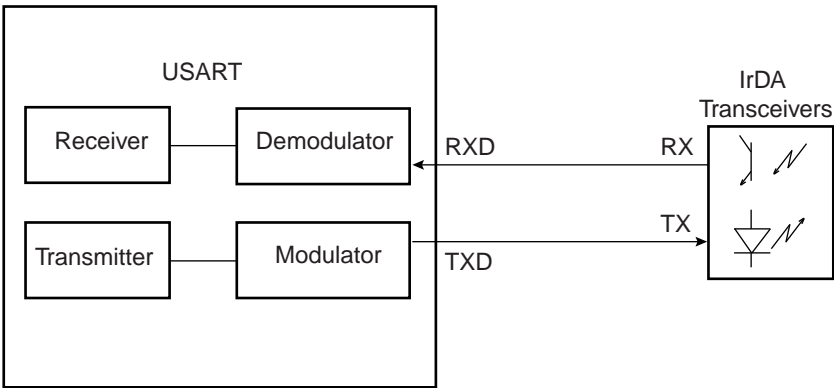 USART
IrDA
Transceivers
Receiver
Demodulator
RXD
RX
Transmitter
Modulator
TXD
TX